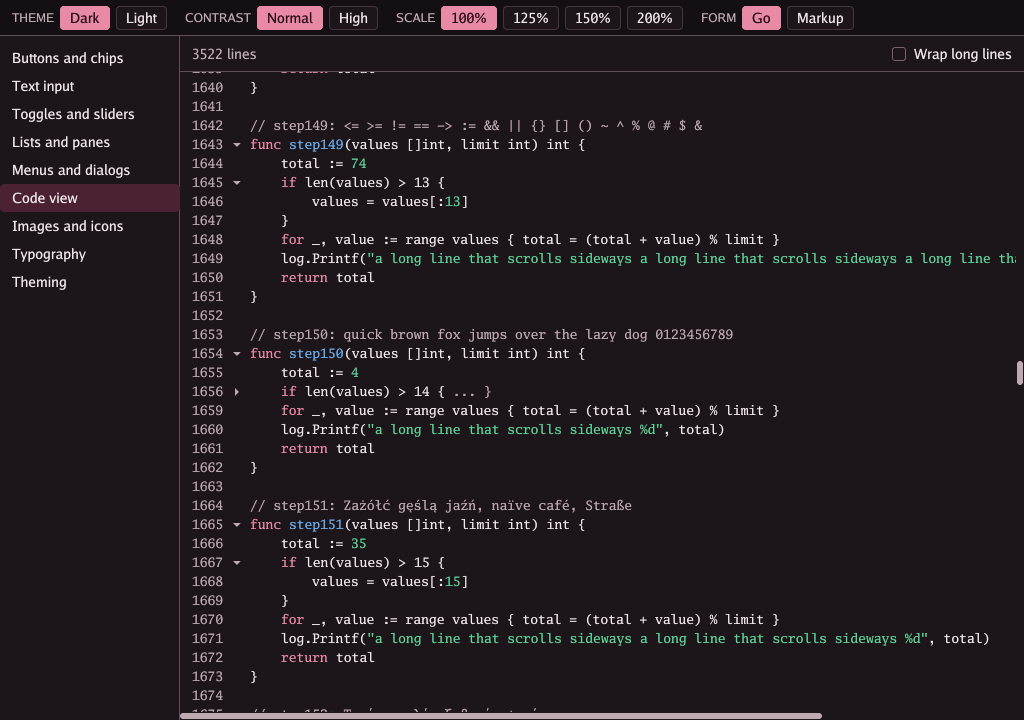 THEME Dark Light CONTRAST Normal High SCALE 100% 125% 150% 200% FORM Go Markup
Buttons and chips
Text input
Toggles and sliders
Lists and panes
Menus and dialogs
Code view
Images and icons
Typography
Theming
3522 lines Wrap long lines
1640 }
1641
1642 // step149: <= >= != == -> := && || {} [] () ~ ^ % @ # $ &
1643 func step149(values []int, limit int) int {
1644 total := 74
1645 if len(values) > 13 {
1646 values = values[:13]
1647 }
1648 for _, value := range values { total = (total + value) % limit }
1649 log.Printf("a long line that scrolls sideways a long line that scrolls sideways a long line tha
1650 return total
1651 }
1652
1653 // step150: quick brown fox jumps over the lazy dog 0123456789
1654 func step150(values []int, limit int) int {
1655 total := 4
1656 if len(values) > 14 { ... }
1659 for _, value := range values { total = (total + value) % limit }
1660 log.Printf("a long line that scrolls sideways %d", total)
1661 return total
1662 }
1663
1664 // step151: Zażółć gęślą jaźń, naïve café, Straße
1665 func step151(values []int, limit int) int {
1666 total := 35
1667 if len(values) > 15 {
1668 values = values[:15]
1669 }
1670 for _, value := range values { total = (total + value) % limit }
1671 log.Printf("a long line that scrolls sideways a long line that scrolls sideways %d", total)
1672 return total
1673 }
1674